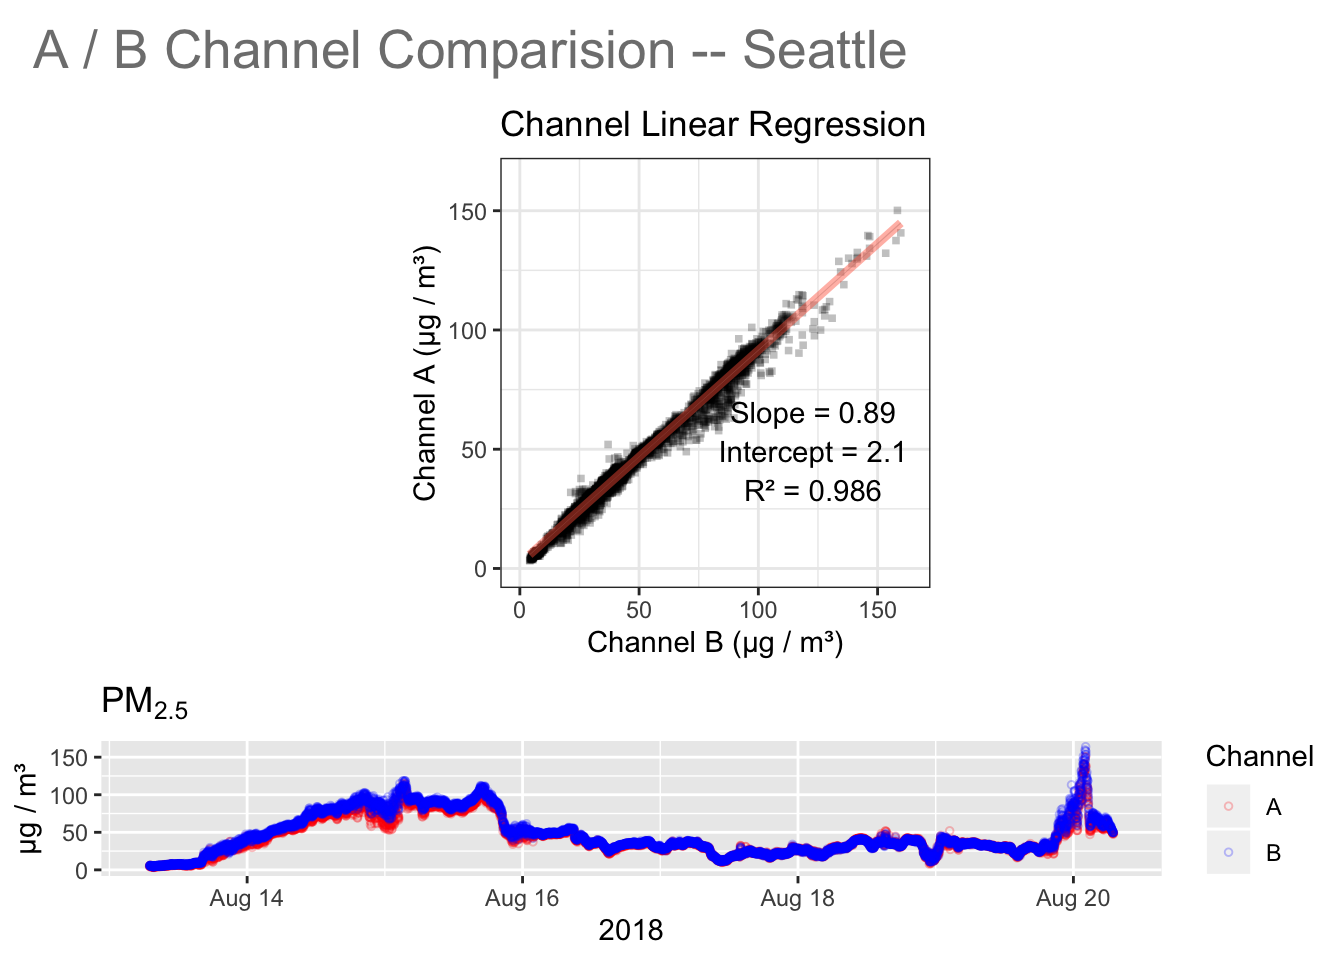 A / B Channel Comparision -- Seattle
Channel Linear Regression
150
100
50
0
Channel A (µg / m³)
Slope = 0.89
Intercept = 2.1
R² = 0.986
0 50 100 150
Channel B (µg / m³)
PM2.5
150
100
50
0
µg / m³
Aug 14 Aug 16 Aug 18 Aug 20
2018
Channel
A
B